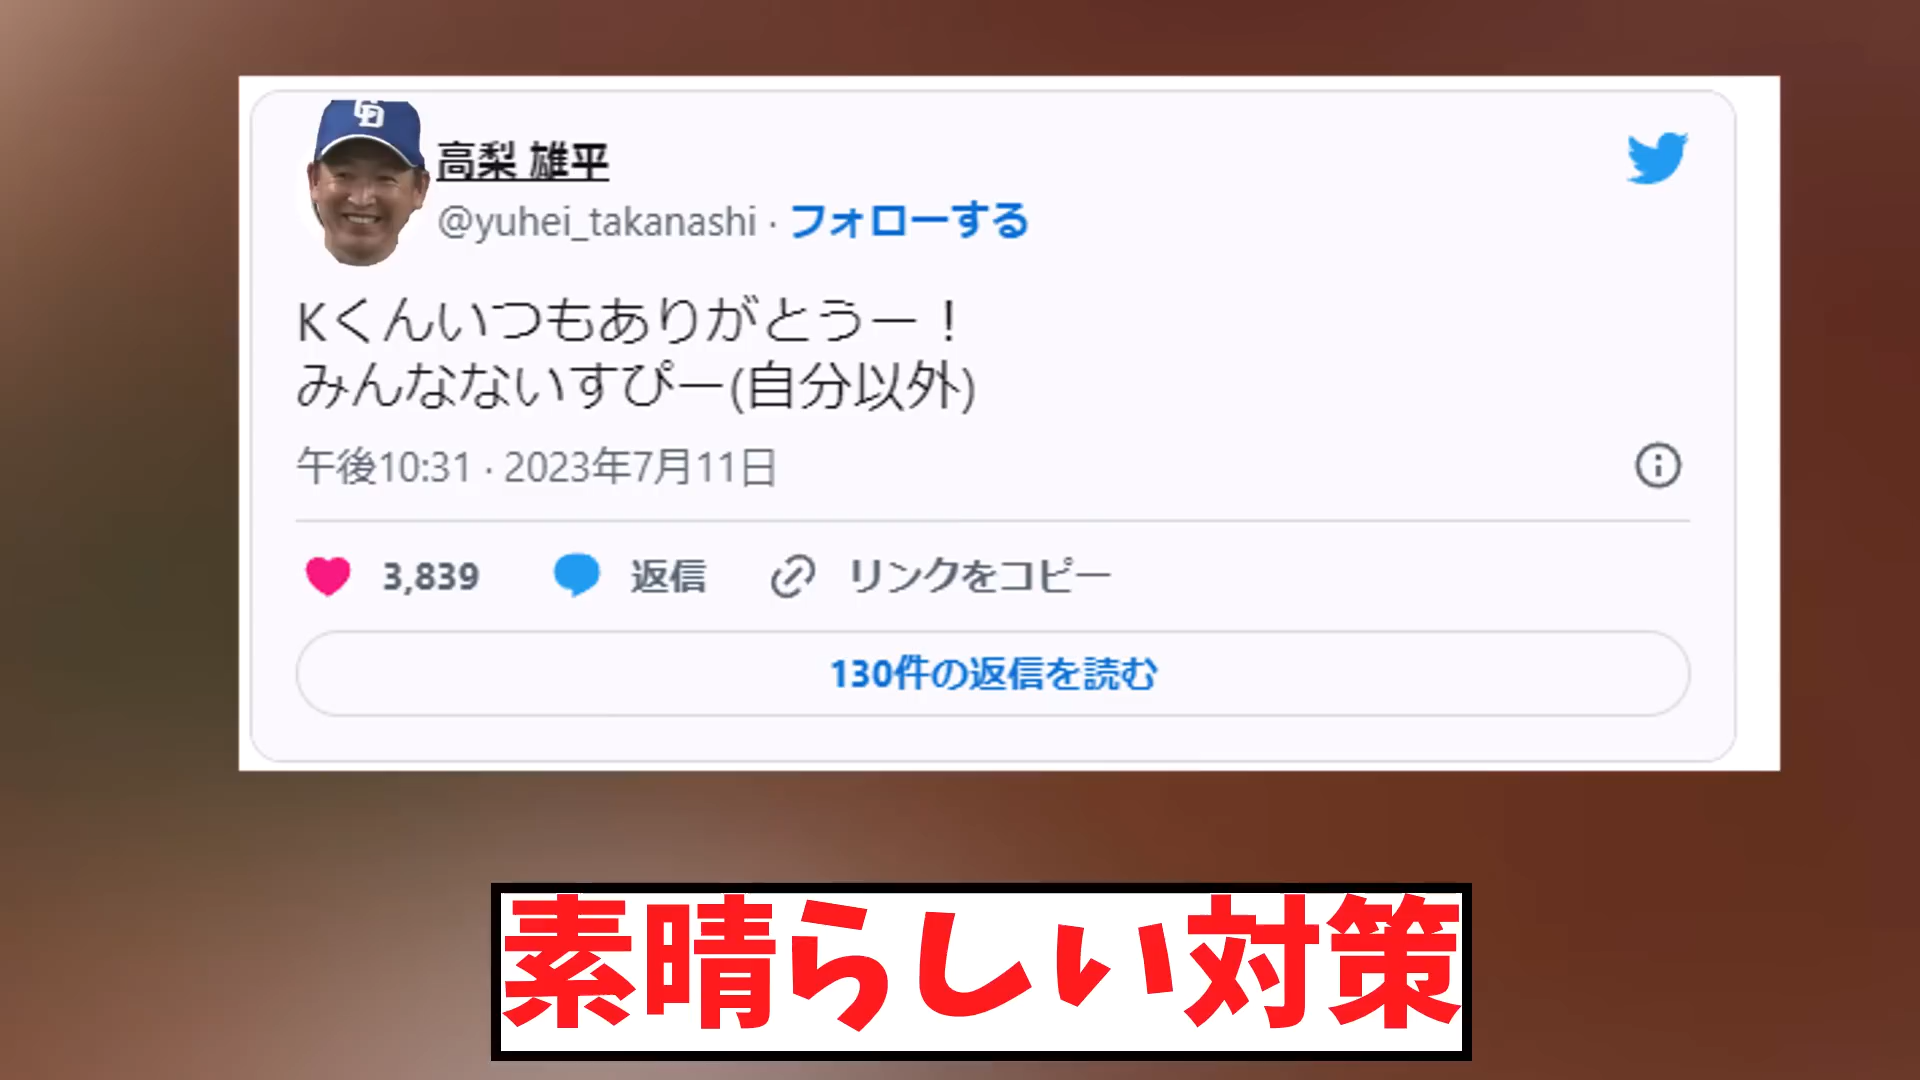 CD
高梨 雄平
@yuhei_takanashi · フォローする
Kくんいつもありがとうー！
みんなないすぴー(自分以外)
午後10:31 · 2023年7月11日
3,839 返信 リンクをコピー
130件の返信を読む
素晴らしい対策